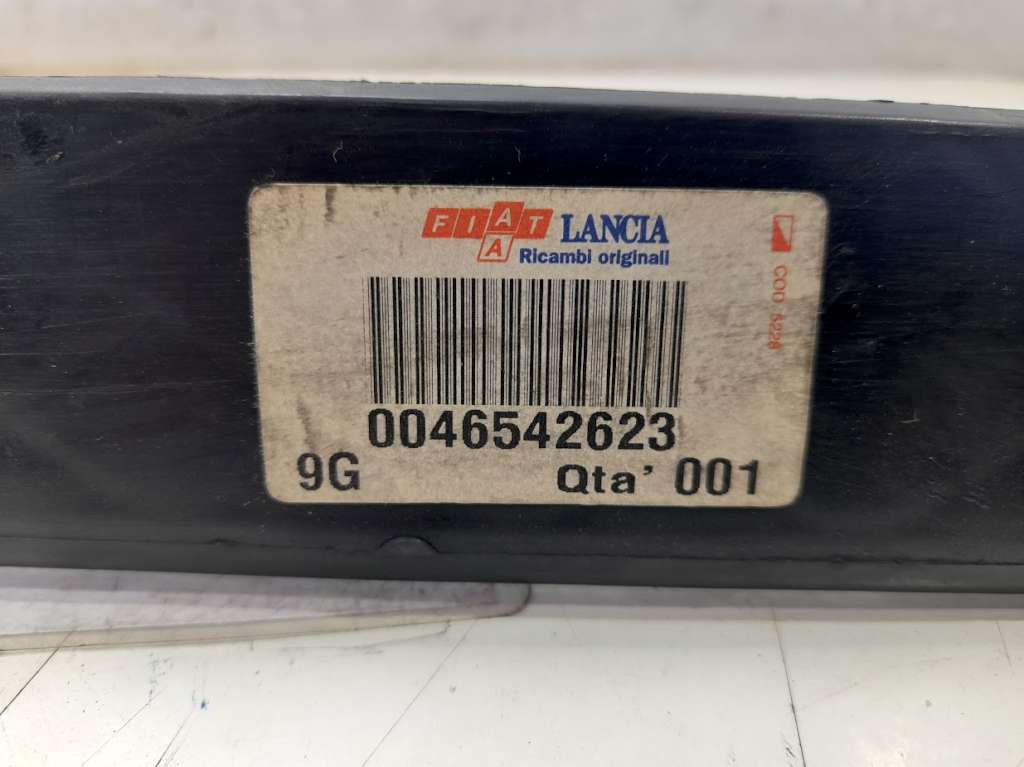 FIAT LANCIA
A Ricambi originali
COD 5228
0046542623
9G Qta' 001